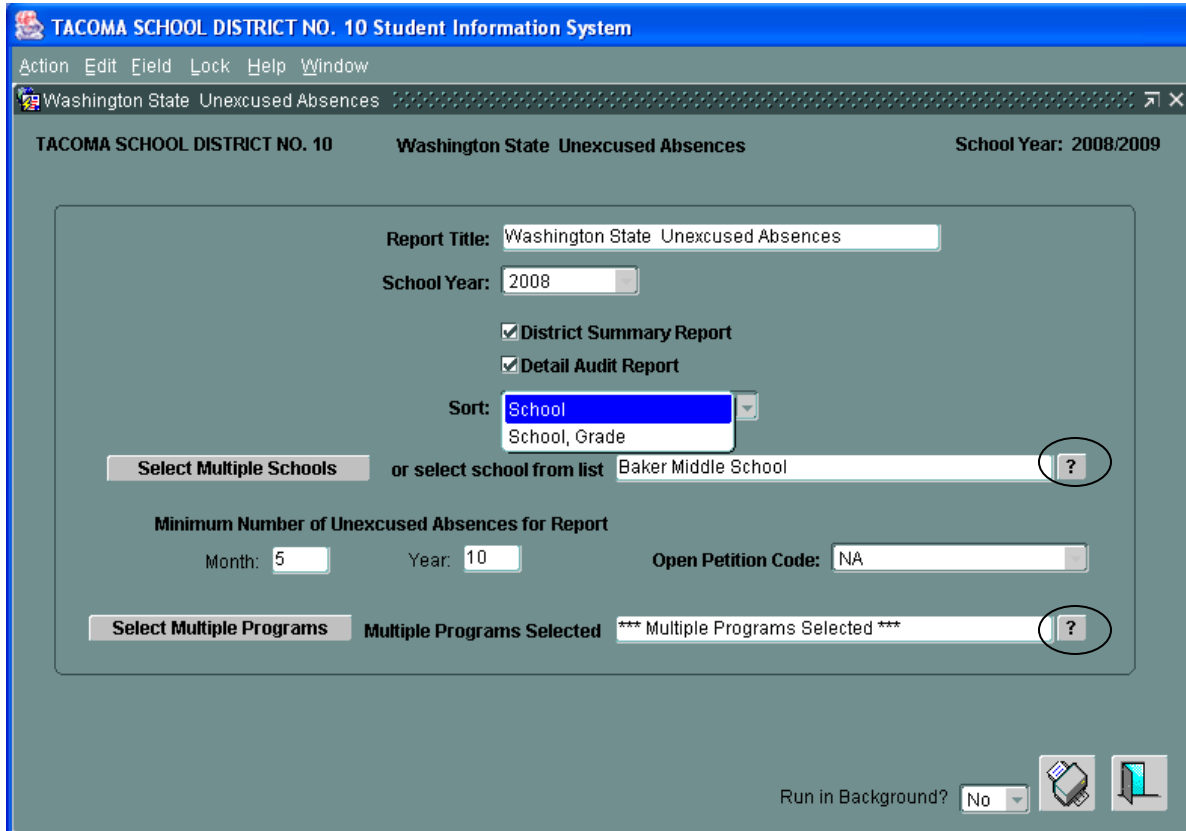 TACOMA SCHOOL DISTRICT NO. 10 Student Information System
Action Edit Field Lock Help Window
Washington State Unexcused Absences
TACOMA SCHOOL DISTRICT NO. 10 Washington State Unexcused Absences School Year: 2008/2009
Report Title: Washington State Unexcused Absences
School Year: 2008
District Summary Report
Detail Audit Report
Sort: School
School, Grade
Select Multiple Schools or select school from list Baker Middle School ?
Minimum Number of Unexcused Absences for Report
Month: 5 Year: 10 Open Petition Code: NA
Select Multiple Programs Multiple Programs Selected *** Multiple Programs Selected *** ?
Run in Background? No